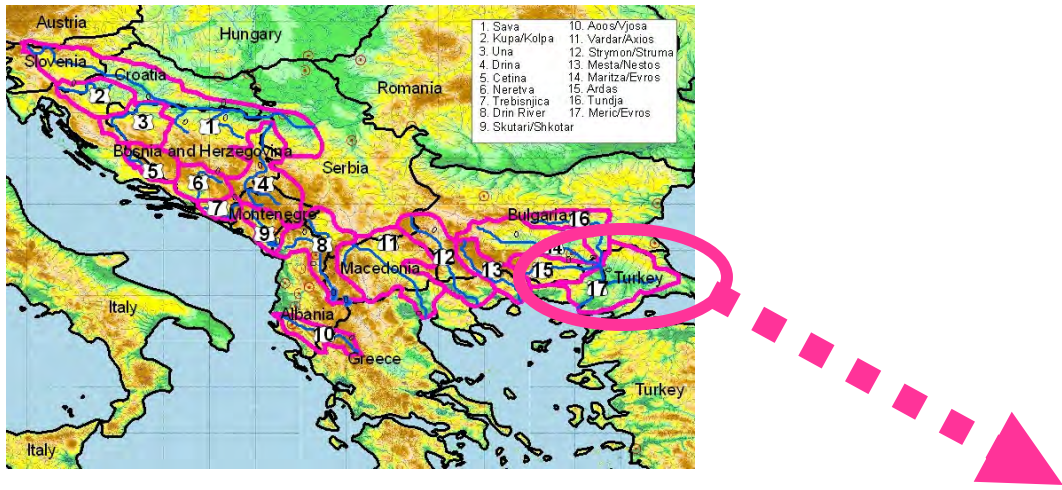 Austria
Hungary
Slovenia
Croatia
Romania
1. Sava
2. Kupa/Kolpa
3. Una
4. Drina
5. Cetina
6. Neretva
7. Trebisnjica
8. Drin River
9. Skutari/Shkotar
10. Aoos/Vjosa
11. Vardar/Axios
12. Strymon/Struma
13. Mesta/Nestos
14. Maritza/Evros
15. Ardas
16. Tundja
17. Meric/Evros
2
3
1
Bosnia and Herzegovina
Serbia
5
6
4
7
Montenegro
Bulgaria
16
9
8
11
12
14
Macedonia
13
15
Turkey
17
Italy
Albania
10
Greece
Turkey
Italy